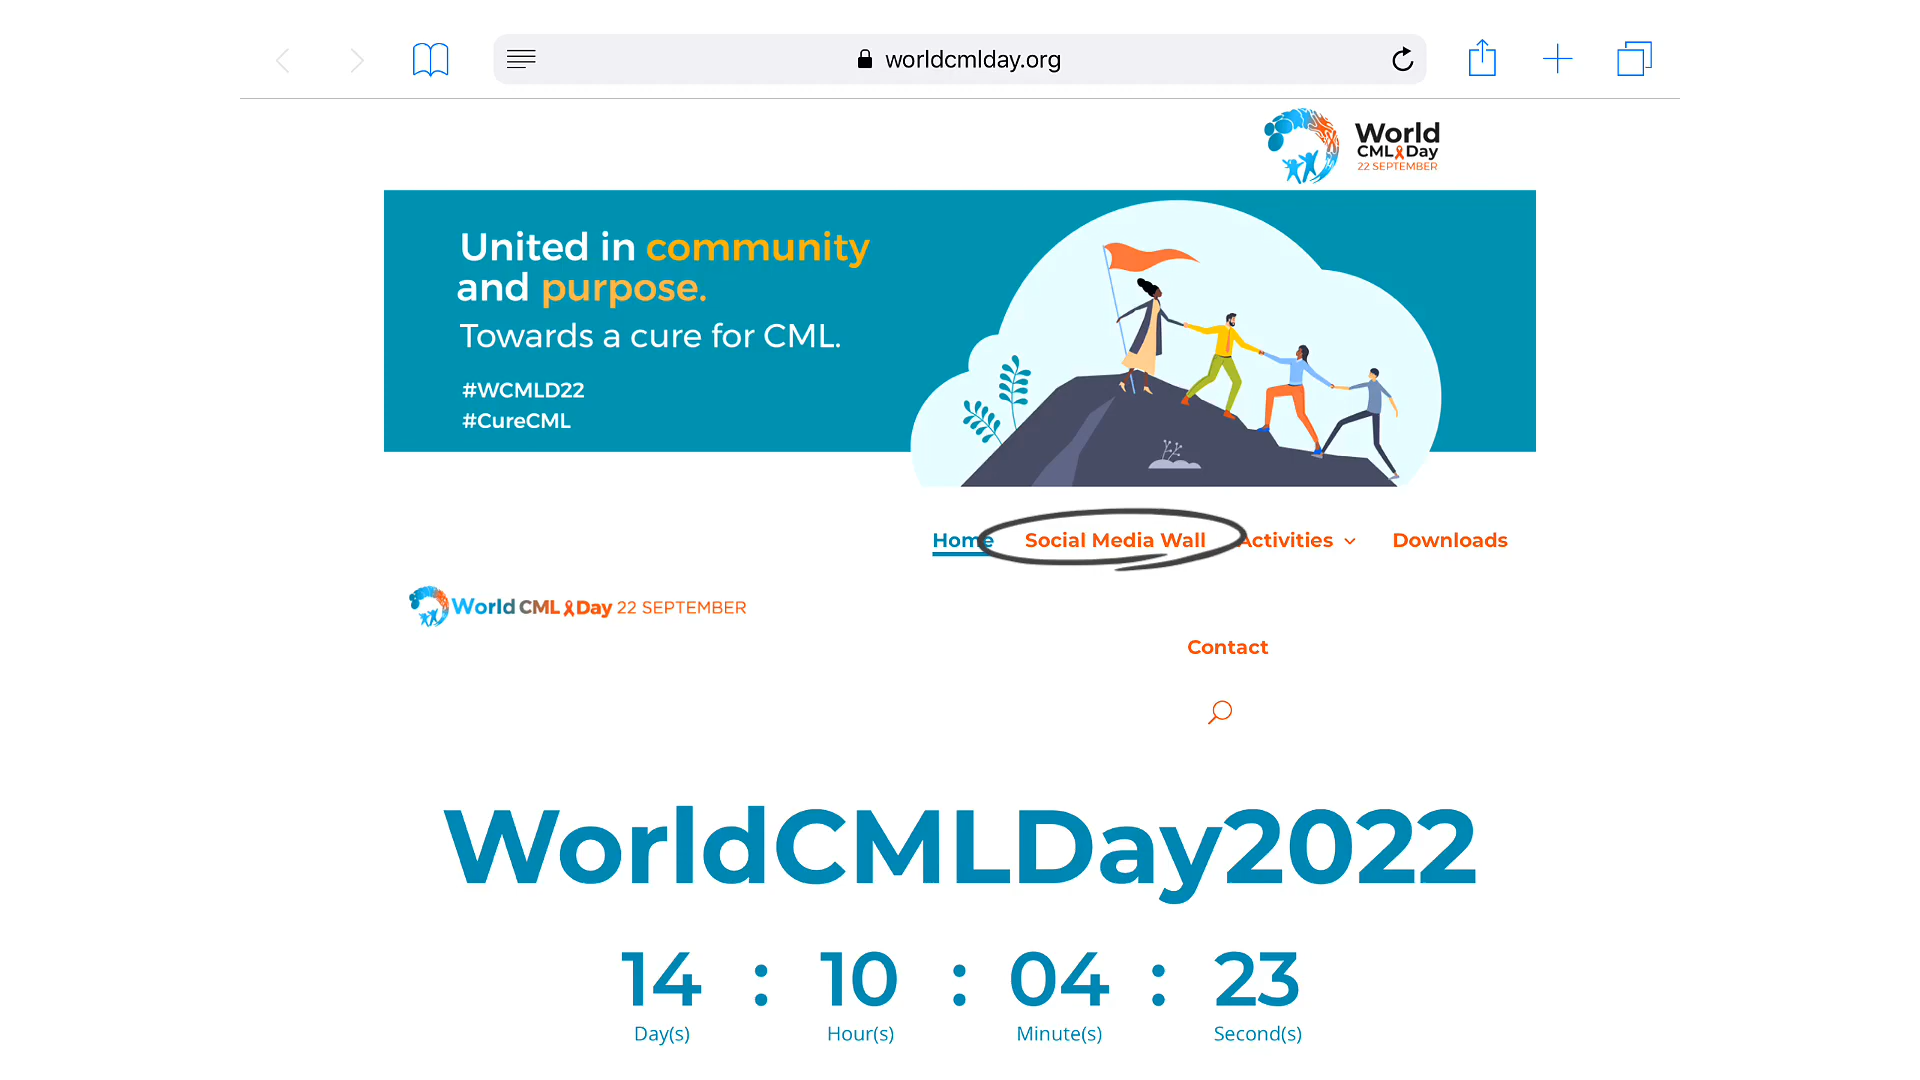 worldcmlday.org
World
CML Day
22 SEPTEMBER
United in community
and purpose.
Towards a cure for CML.
#WCMLD22
#CureCML
Home Social Media Wall Activities Downloads
World CML Day 22 SEPTEMBER
Contact
WorldCMLDay2022
14 : 10 : 04 : 23
Day(s) Hour(s) Minute(s) Second(s)